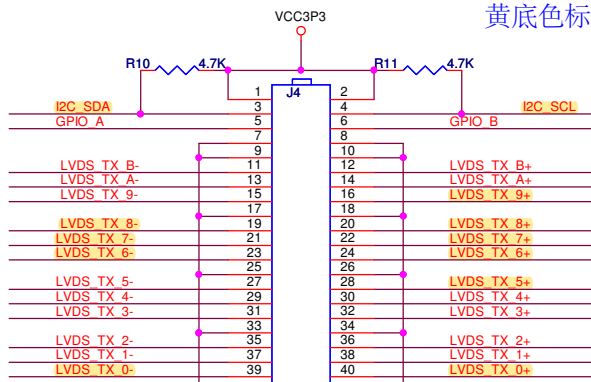 黄底色标
VCC3P3
R10 4.7K R11 4.7K
J4
1 2
I2C_SDA 3 4 I2C_SCL
GPIO_A 5 6 GPIO_B
7 8
9 10
LVDS_TX_B- 11 12 LVDS_TX_B+
LVDS_TX_A- 13 14 LVDS_TX_A+
LVDS_TX_9- 15 16 LVDS_TX_9+
17 18
LVDS_TX_8- 19 20 LVDS_TX_8+
LVDS_TX_7- 21 22 LVDS_TX_7+
LVDS_TX_6- 23 24 LVDS_TX_6+
25 26
LVDS_TX_5- 27 28 LVDS_TX_5+
LVDS_TX_4- 29 30 LVDS_TX_4+
LVDS_TX_3- 31 32 LVDS_TX_3+
33 34
LVDS_TX_2- 35 36 LVDS_TX_2+
LVDS_TX_1- 37 38 LVDS_TX_1+
LVDS_TX_0- 39 40 LVDS_TX_0+